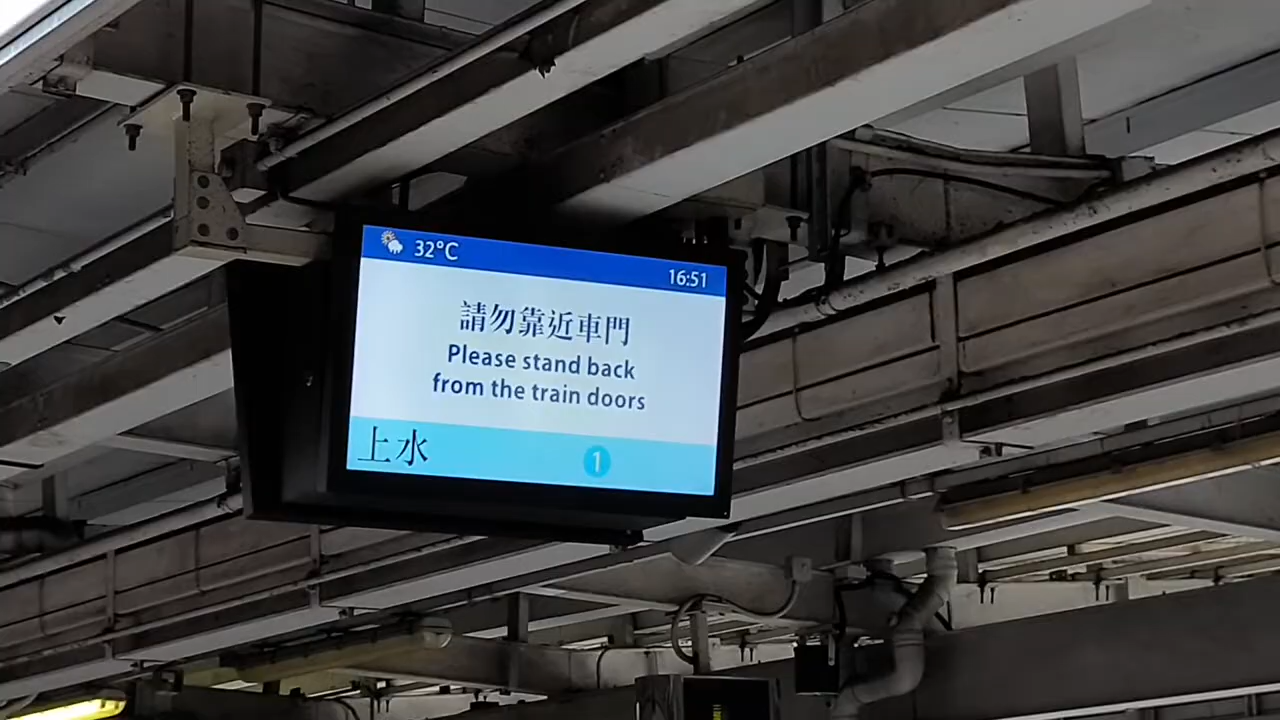 32°C
16:51
請勿靠近車門
Please stand back
from the train doors
上水
1